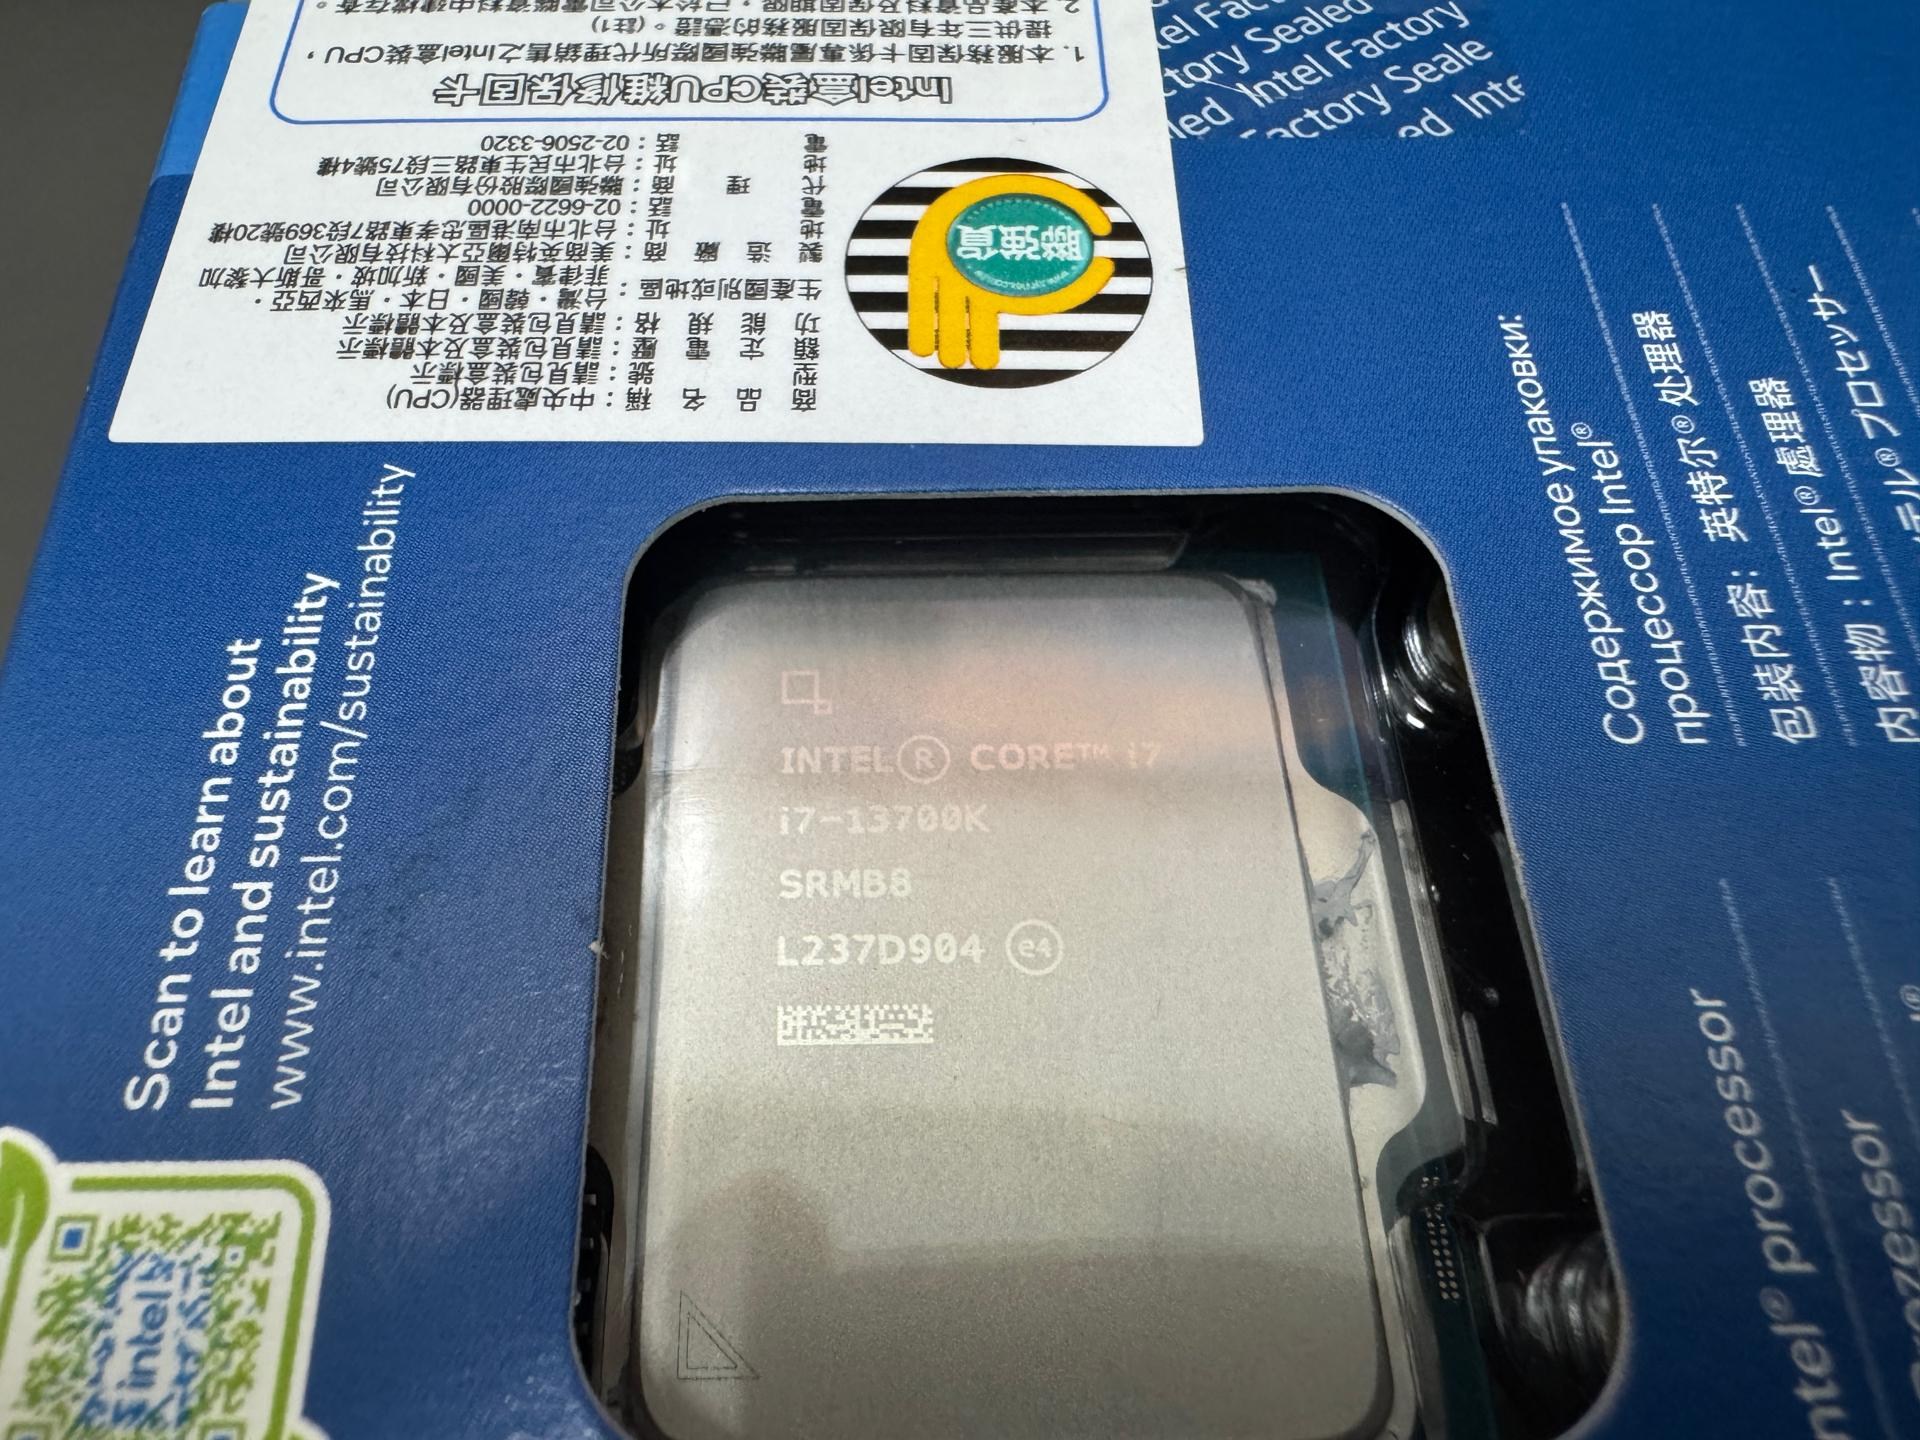 Intel盒裝CPU維修保固卡
1. 本服務保固卡係專屬聯強國際所代理銷售之Intel盒裝CPU，
提供三年有限保固服務的憑證。(註1)
商品名稱：中央處理器(CPU)
型號：請見包裝盒標示
額定電壓：請見包裝盒及本體標示
功能規格：請見包裝盒及本體標示
生產國別或地區：台灣．韓國．日本．馬來西亞．
菲律賓．美國．新加坡．哥斯大黎加
製造廠商：美商英特爾亞太科技有限公司
地址：台北市南港區忠孝東路7段369號20樓
電話：02-6622-0000
代理商：聯強國際股份有限公司
地址：台北市民生東路三段75號4樓
電話：02-2506-3320
聯強貨
Factory Sealed
Intel Factory
Intel
Scan to learn about
Intel and sustainability
www.intel.com/sustainability
intel
INTEL® CORE™ i7
i7-13700K
SRMB8
L237D904 e4
Содержимое упаковки:
процессор Intel®
包装内容： 英特尔® 处理器
Intel® 處理器
内容物：
プロセッサー
processor